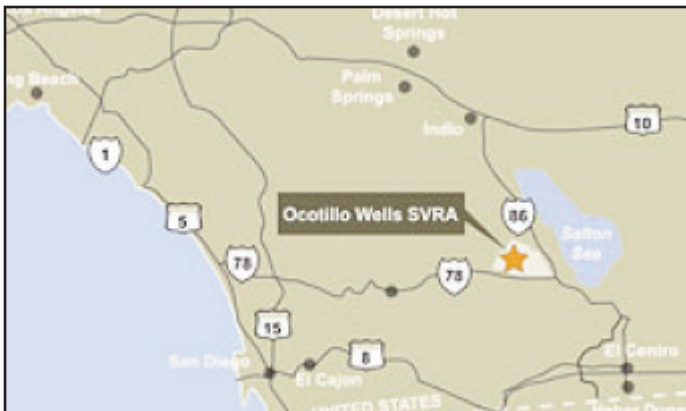 Desert Hot
Springs
Palm
Springs
Indio
10
1
5
Ocotillo Wells SVRA
86
Salton
Sea
78
78
15
8
San Diego
El Cajon
El Centro
UNITED STATES